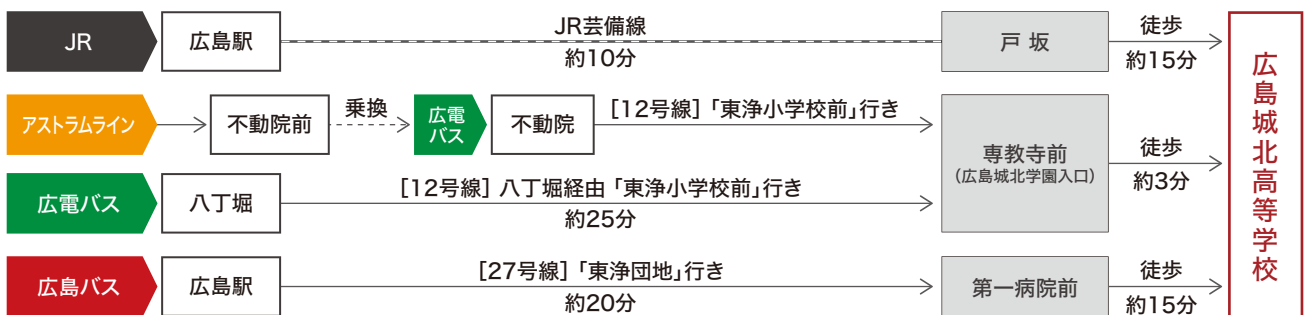 JR
広島駅
JR芸備線
約10分
戸坂
徒歩
約15分
アストラムライン
不動院前
乗換
広電
バス
不動院
[12号線]「東浄小学校前」行き
専教寺前
(広島城北学園入口)
徒歩
約3分
広電バス
八丁堀
[12号線] 八丁堀経由「東浄小学校前」行き
約25分
広島バス
広島駅
[27号線]「東浄団地」行き
約20分
第一病院前
徒歩
約15分
広島城北高等学校